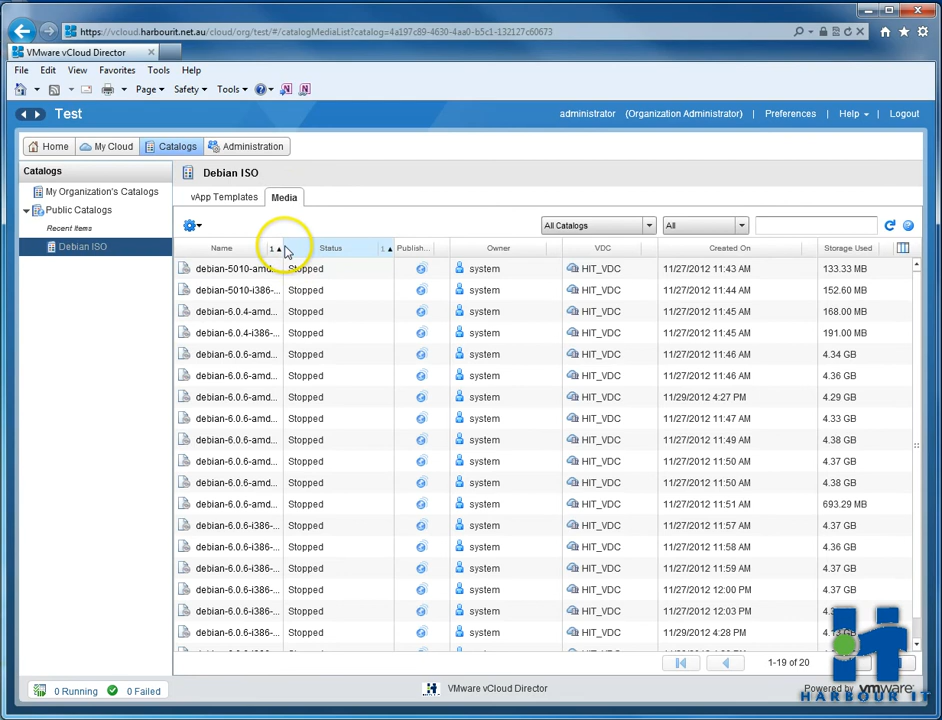 https://vcloud.harbourit.net.au/cloud/org/test/#/catalogMediaList?catalog=4a197c89-4630-4aa0-b5c1-132127c60673
VMware vCloud Director
File Edit View Favorites Tools Help
Page Safety Tools
Test administrator (Organization Administrator) Preferences Help Logout
Home My Cloud Catalogs Administration
Catalogs Debian ISO
My Organization's Catalogs vApp Templates Media
Public Catalogs
Recent Items All Catalogs All
Debian ISO Name 1 Status 1 Publish... Owner VDC Created On Storage Used
debian-5010-amd... Stopped system HIT_VDC 11/27/2012 11:43 AM 133.33 MB
debian-5010-i386-... Stopped system HIT_VDC 11/27/2012 11:44 AM 152.60 MB
debian-6.0.4-amd... Stopped system HIT_VDC 11/27/2012 11:45 AM 168.00 MB
debian-6.0.4-i386-... Stopped system HIT_VDC 11/27/2012 11:45 AM 191.00 MB
debian-6.0.6-amd... Stopped system HIT_VDC 11/27/2012 11:46 AM 4.34 GB
debian-6.0.6-amd... Stopped system HIT_VDC 11/27/2012 11:46 AM 4.36 GB
debian-6.0.6-amd... Stopped system HIT_VDC 11/29/2012 4:27 PM 4.29 GB
debian-6.0.6-amd... Stopped system HIT_VDC 11/27/2012 11:47 AM 4.33 GB
debian-6.0.6-amd... Stopped system HIT_VDC 11/27/2012 11:49 AM 4.38 GB
debian-6.0.6-amd... Stopped system HIT_VDC 11/27/2012 11:50 AM 4.37 GB
debian-6.0.6-amd... Stopped system HIT_VDC 11/27/2012 11:50 AM 4.38 GB
debian-6.0.6-amd... Stopped system HIT_VDC 11/27/2012 11:51 AM 693.29 MB
debian-6.0.6-i386-... Stopped system HIT_VDC 11/27/2012 11:57 AM 4.37 GB
debian-6.0.6-i386-... Stopped system HIT_VDC 11/27/2012 11:58 AM 4.36 GB
debian-6.0.6-i386-... Stopped system HIT_VDC 11/27/2012 11:59 AM 4.38 GB
debian-6.0.6-i386-... Stopped system HIT_VDC 11/27/2012 12:00 PM 4.37 GB
debian-6.0.6-i386-... Stopped system HIT_VDC 11/27/2012 12:03 PM
debian-6.0.6-i386-... Stopped system HIT_VDC 11/29/2012 4:28 PM
1-19 of 20
0 Running 0 Failed VMware vCloud Director Powered by vmware
HARBOUR IT